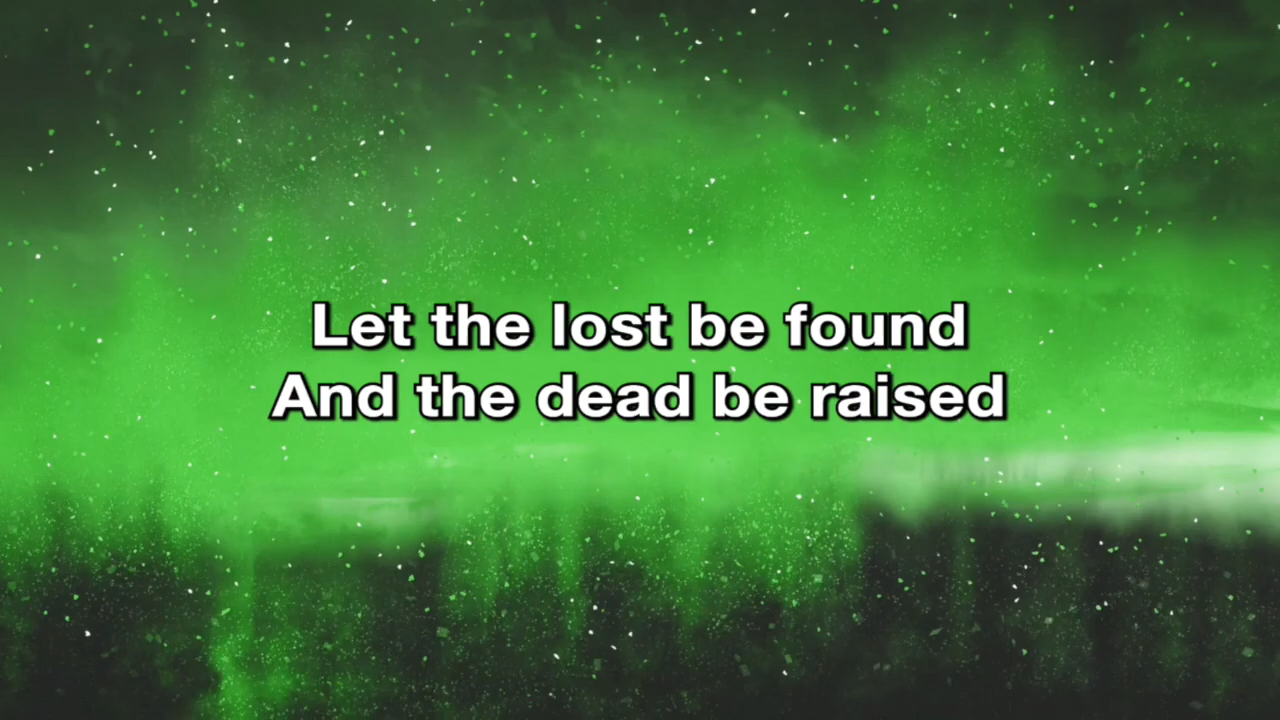 Let the lost be found
And the dead be raised